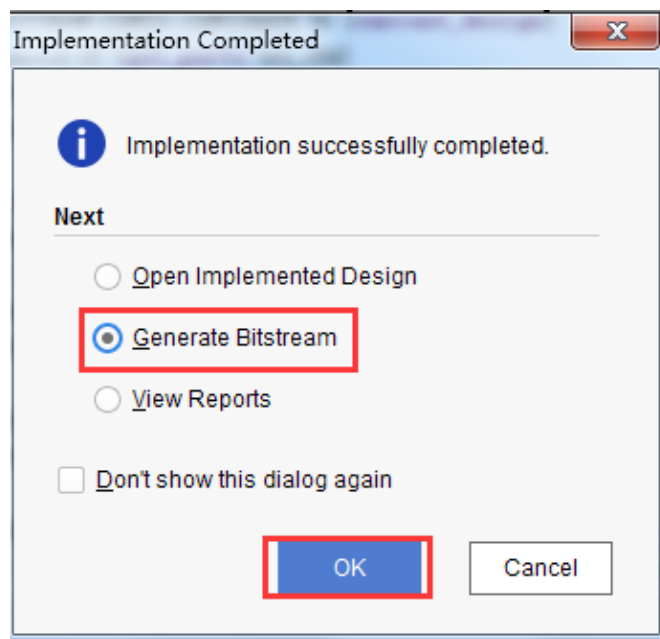 Implementation Completed
Implementation successfully completed.
Next
Open Implemented Design
Generate Bitstream
View Reports
Don't show this dialog again
OK
Cancel